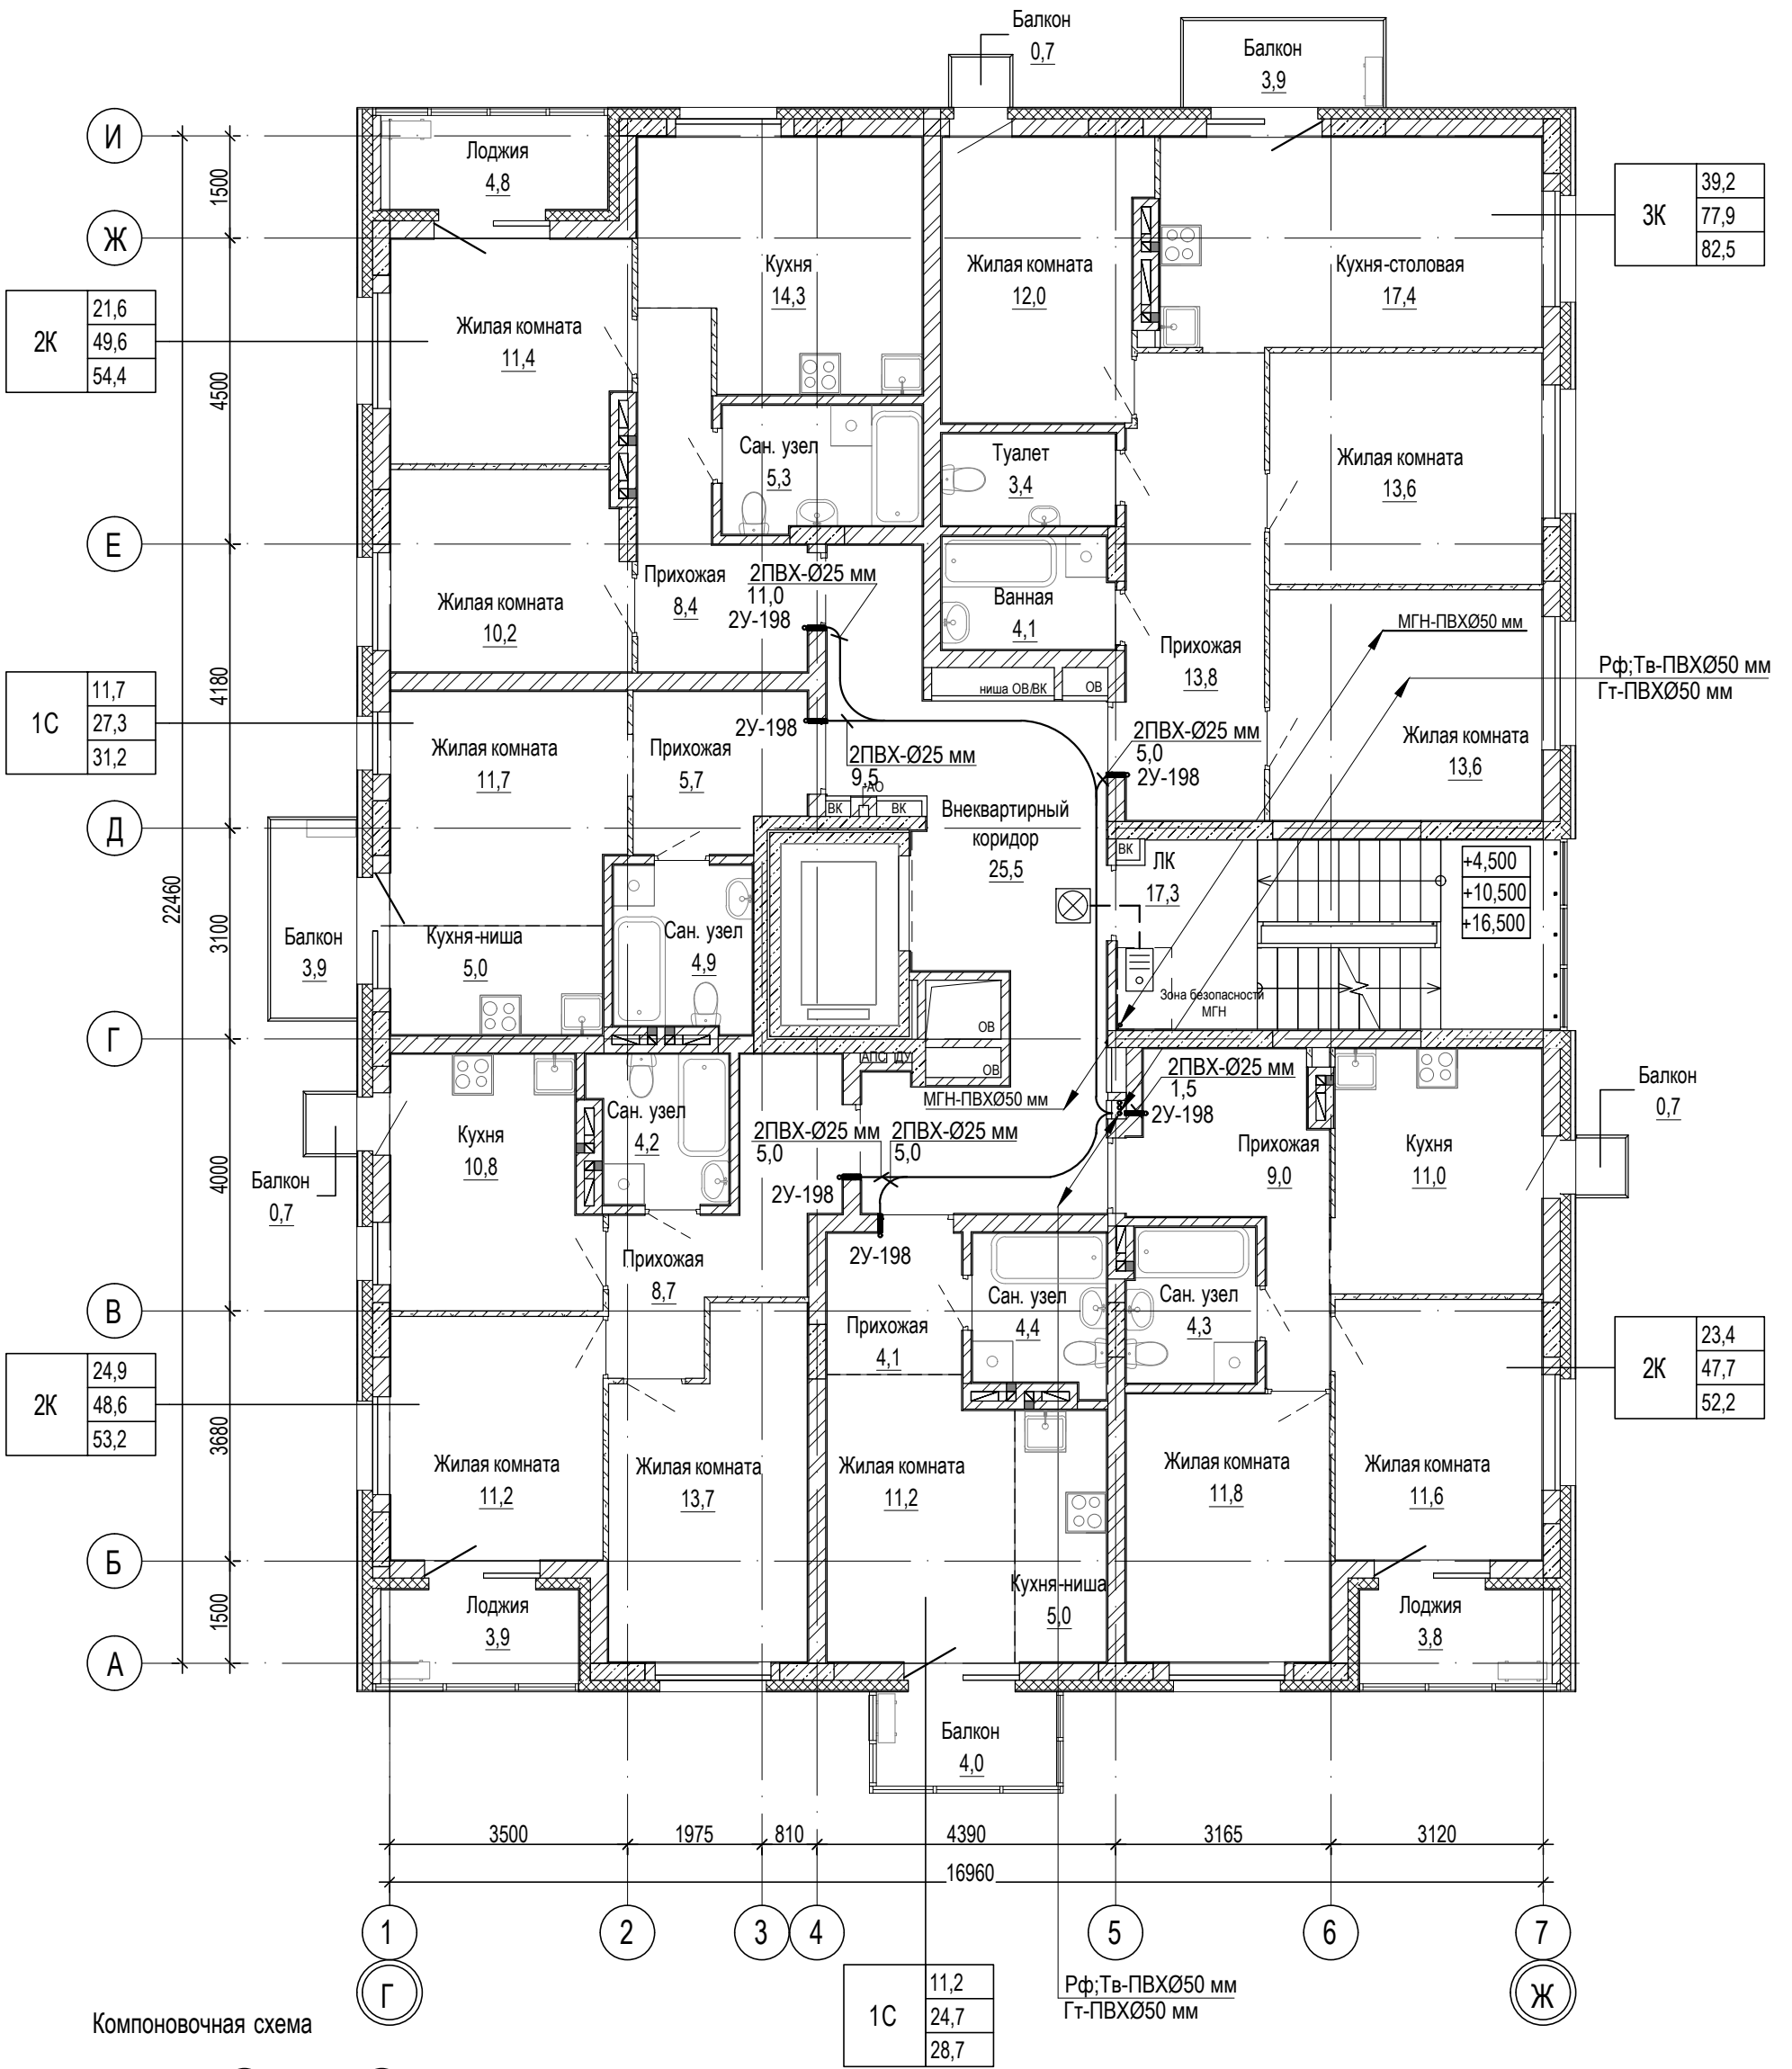 Балкон
0,7
Балкон
3,9
И
1500
Лоджия
4,8
3К
39,2
77,9
82,5
Ж
Кухня
14,3
Жилая комната
12,0
Кухня-столовая
17,4
2К
21,6
49,6
54,4
Жилая комната
11,4
4500
Сан. узел
5,3
Туалет
3,4
Жилая комната
13,6
Е
Жилая комната
10,2
Прихожая
8,4
2ПВХ-Ø25 мм
11,0
2У-198
Ванная
4,1
Прихожая
13,8
МГН-ПВХØ50 мм
Рф;Тв-ПВХØ50 мм
Гт-ПВХØ50 мм
4180
ниша ОВ/ВК
ОВ
1С
11,7
27,3
31,2
Жилая комната
11,7
Прихожая
5,7
2У-198
2ПВХ-Ø25 мм
9,5
2ПВХ-Ø25 мм
5,0
2У-198
Жилая комната
13,6
АО
ВК
ВК
Д
Внеквартирный
коридор
25,5
ВК
ЛК
17,3
+4,500
+10,500
+16,500
22460
3100
Балкон
3,9
Кухня-ниша
5,0
Сан. узел
4,9
Зона безопасности
МГН
ОВ
ОВ
Г
АПС
ДУ
МГН-ПВХØ50 мм
2ПВХ-Ø25 мм
1,5
2У-198
Балкон
0,7
Кухня
10,8
Сан. узел
4,2
2ПВХ-Ø25 мм
5,0
2ПВХ-Ø25 мм
5,0
Прихожая
9,0
Кухня
11,0
4000
Балкон
0,7
2У-198
2У-198
Прихожая
8,7
В
Прихожая
4,1
Сан. узел
4,4
Сан. узел
4,3
2К
24,9
48,6
53,2
2К
23,4
47,7
52,2
3680
Жилая комната
11,2
Жилая комната
13,7
Жилая комната
11,2
Жилая комната
11,8
Жилая комната
11,6
Б
Кухня-ниша
5,0
1500
Лоджия
3,9
Лоджия
3,8
А
Балкон
4,0
3500
1975
810
4390
3165
3120
16960
1
2
3
4
5
6
7
Г
Ж
1С
11,2
24,7
28,7
Рф;Тв-ПВХØ50 мм
Гт-ПВХØ50 мм
Компоновочная схема